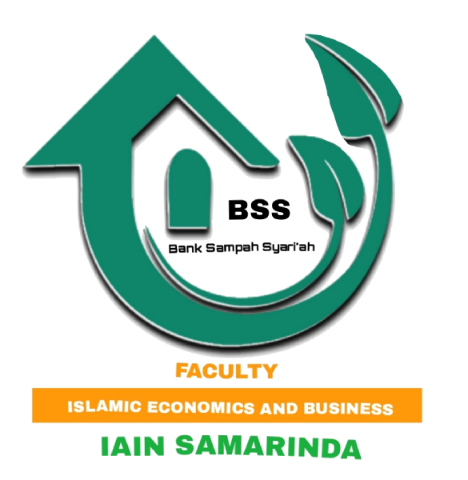 BSS
Bank Sampah Syari'ah
FACULTY
ISLAMIC ECONOMICS AND BUSINESS
IAIN SAMARINDA